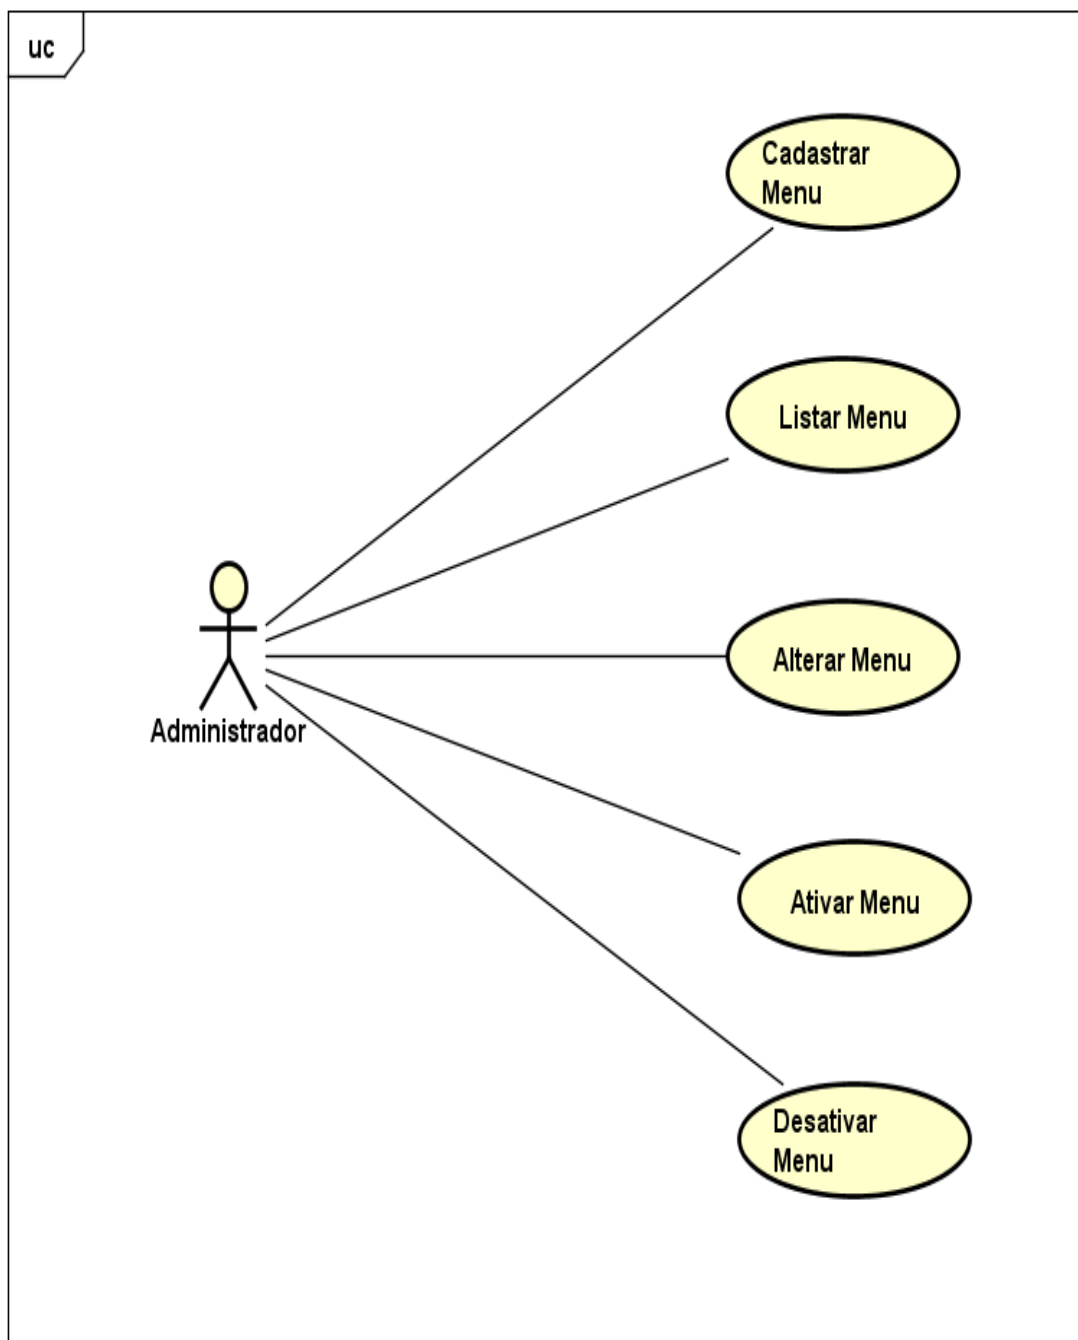 uc
Cadastrar
Menu
Listar Menu
Alterar Menu
Administrador
Ativar Menu
Desativar
Menu